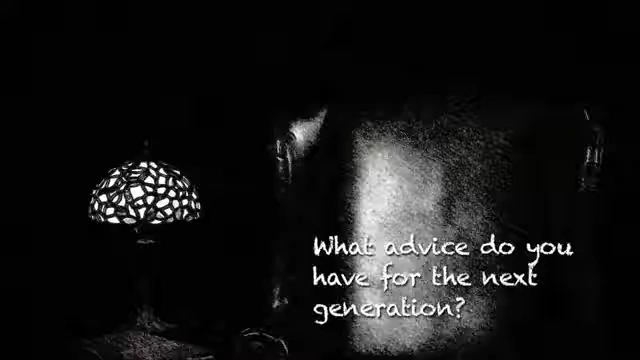 What advice do you
have for the next
generation?